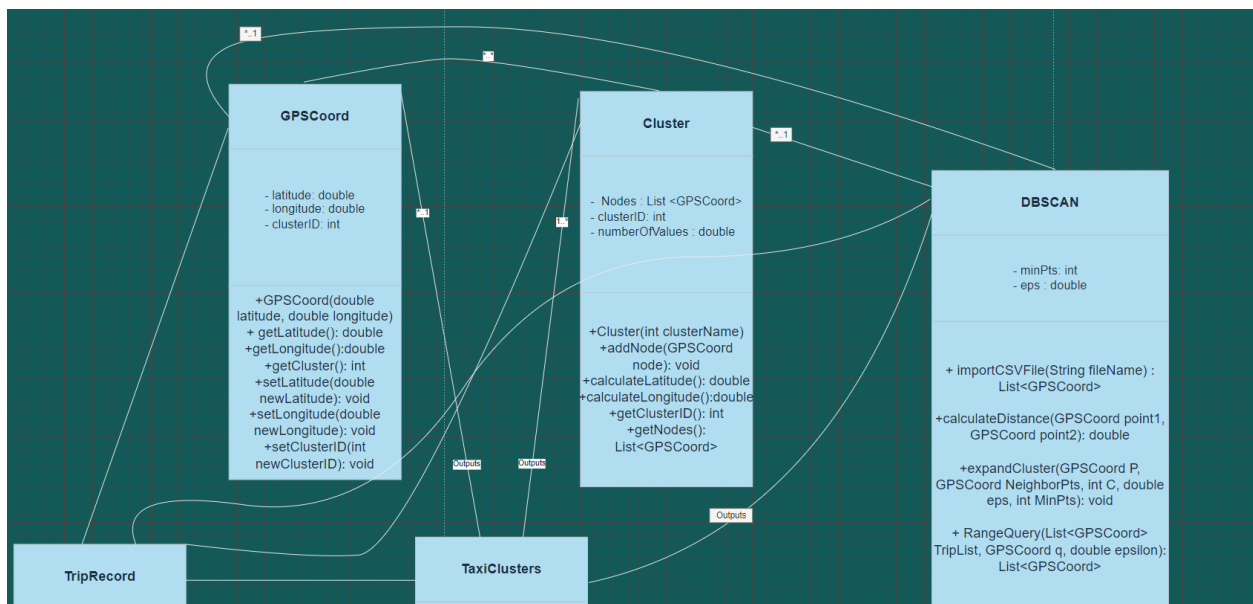 *..1
*..*
GPSCoord
- latitude: double
- longitude: double
- clusterID: int
+GPSCoord(double
latitude, double longitude)
+ getLatitude(): double
+getLongitude():double
+getCluster(): int
+setLatitude(double
newLatitude): void
+setLongitude(double
newLongitude): void
+setClusterID(int
newClusterID): void
*..1
1..*
Cluster
- Nodes : List <GPSCoord>
- clusterID: int
- numberOfValues : double
+Cluster(int clusterName)
+addNode(GPSCoord
node): void
+calculateLatitude(): double
+calculateLongitude():double
+getClusterID(): int
+getNodes():
List<GPSCoord>
*..1
DBSCAN
- minPts: int
- eps : double
+ importCSVFile(String fileName) :
List<GPSCoord>
+calculateDistance(GPSCoord point1,
GPSCoord point2): double
+expandCluster(GPSCoord P,
GPSCoord NeighborPts, int C, double
eps, int MinPts): void
+ RangeQuery(List<GPSCoord>
TripList, GPSCoord q, double epsilon):
List<GPSCoord>
Outputs
Outputs
Outputs
TripRecord
TaxiClusters